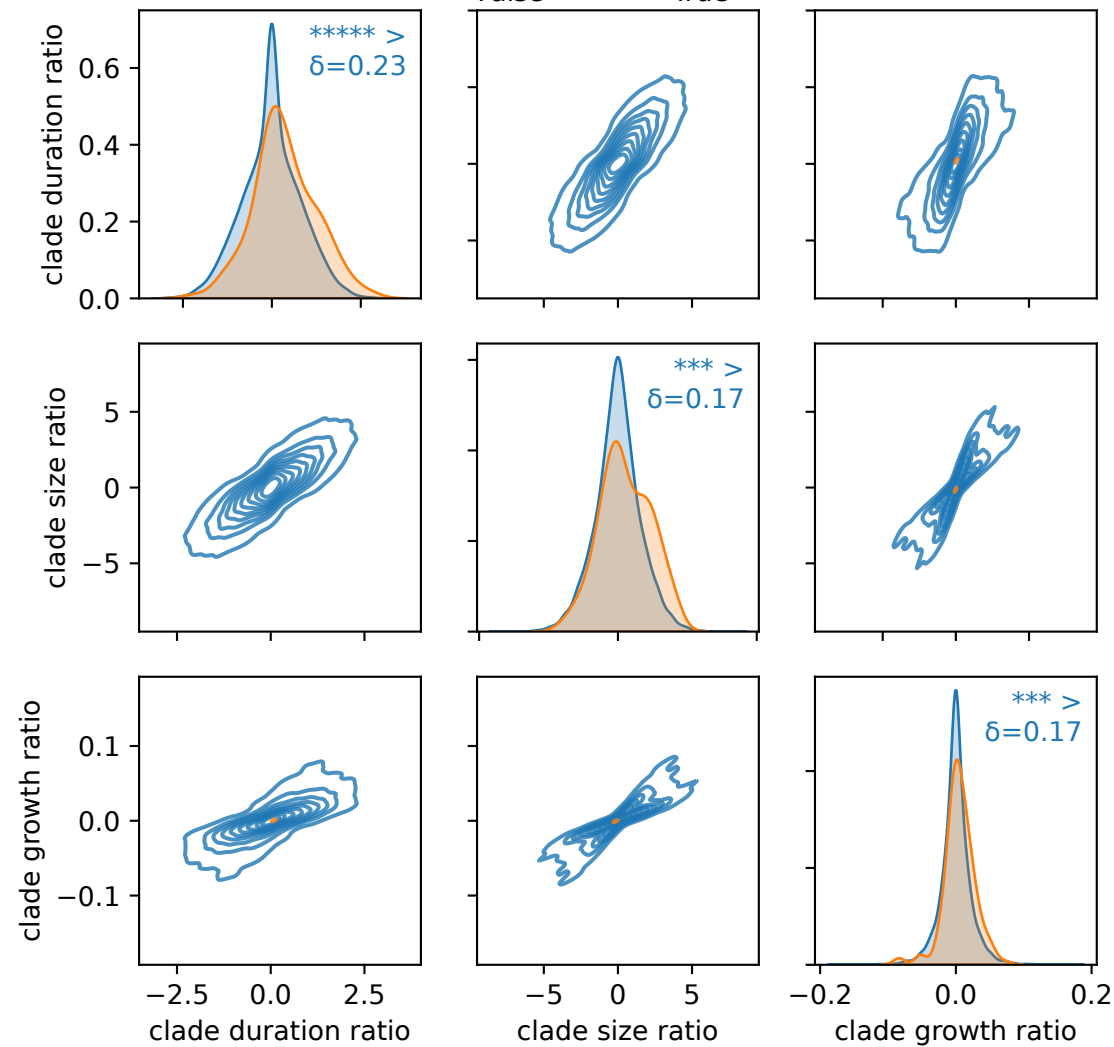 clade duration ratio
0.6
0.4
0.2
0.0
***** >
δ=0.23
clade size ratio
5
0
−5
*** >
δ=0.17
clade growth ratio
0.1
0.0
−0.1
*** >
δ=0.17
−2.5 0.0 2.5
−5 0 5
−0.2 0.0 0.2
clade duration ratio
clade size ratio
clade growth ratio